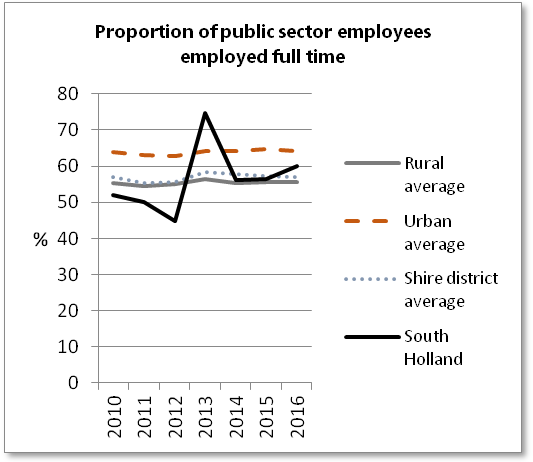 Proportion of public sector employees
employed full time
80
70
60
50
40
30
20
10
0
%
2010
2011
2012
2013
2014
2015
2016
Rural
average
Urban
average
Shire district
average
South
Holland